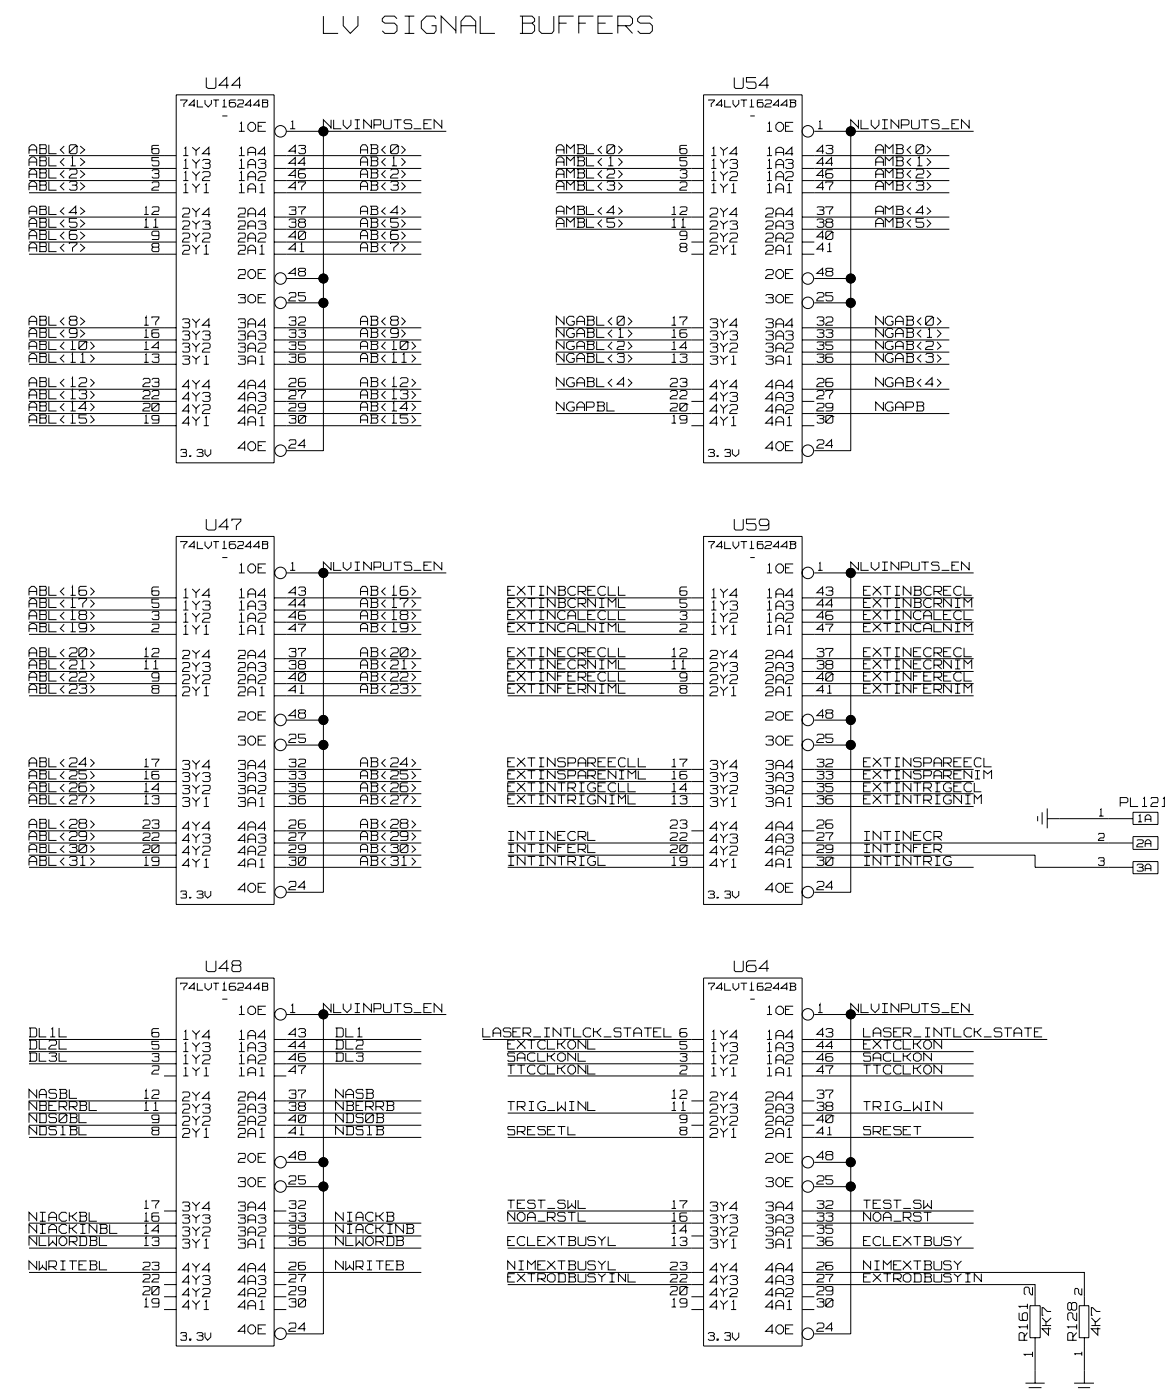 LV SIGNAL BUFFERS
U44
74LVT16244B
-
1OE 1 NLVINPUTS_EN
ABL<0> 6 1Y4 1A4 43 AB<0>
ABL<1> 5 1Y3 1A3 44 AB<1>
ABL<2> 3 1Y2 1A2 46 AB<2>
ABL<3> 2 1Y1 1A1 47 AB<3>
ABL<4> 12 2Y4 2A4 37 AB<4>
ABL<5> 11 2Y3 2A3 38 AB<5>
ABL<6> 9 2Y2 2A2 40 AB<6>
ABL<7> 8 2Y1 2A1 41 AB<7>
2OE 48
3OE 25
ABL<8> 17 3Y4 3A4 32 AB<8>
ABL<9> 16 3Y3 3A3 33 AB<9>
ABL<10> 14 3Y2 3A2 35 AB<10>
ABL<11> 13 3Y1 3A1 36 AB<11>
ABL<12> 23 4Y4 4A4 26 AB<12>
ABL<13> 22 4Y3 4A3 27 AB<13>
ABL<14> 20 4Y2 4A2 29 AB<14>
ABL<15> 19 4Y1 4A1 30 AB<15>
4OE 24
3.3V
U54
74LVT16244B
-
1OE 1 NLVINPUTS_EN
AMBL<0> 6 1Y4 1A4 43 AMB<0>
AMBL<1> 5 1Y3 1A3 44 AMB<1>
AMBL<2> 3 1Y2 1A2 46 AMB<2>
AMBL<3> 2 1Y1 1A1 47 AMB<3>
AMBL<4> 12 2Y4 2A4 37 AMB<4>
AMBL<5> 11 2Y3 2A3 38 AMB<5>
9 2Y2 2A2 40
8 2Y1 2A1 41
2OE 48
3OE 25
NGABL<0> 17 3Y4 3A4 32 NGAB<0>
NGABL<1> 16 3Y3 3A3 33 NGAB<1>
NGABL<2> 14 3Y2 3A2 35 NGAB<2>
NGABL<3> 13 3Y1 3A1 36 NGAB<3>
NGABL<4> 23 4Y4 4A4 26 NGAB<4>
22 4Y3 4A3 27
NGAPBL 20 4Y2 4A2 29 NGAPB
19 4Y1 4A1 30
4OE 24
3.3V
U47
74LVT16244B
-
1OE 1 NLVINPUTS_EN
ABL<16> 6 1Y4 1A4 43 AB<16>
ABL<17> 5 1Y3 1A3 44 AB<17>
ABL<18> 3 1Y2 1A2 46 AB<18>
ABL<19> 2 1Y1 1A1 47 AB<19>
ABL<20> 12 2Y4 2A4 37 AB<20>
ABL<21> 11 2Y3 2A3 38 AB<21>
ABL<22> 9 2Y2 2A2 40 AB<22>
ABL<23> 8 2Y1 2A1 41 AB<23>
2OE 48
3OE 25
ABL<24> 17 3Y4 3A4 32 AB<24>
ABL<25> 16 3Y3 3A3 33 AB<25>
ABL<26> 14 3Y2 3A2 35 AB<26>
ABL<27> 13 3Y1 3A1 36 AB<27>
ABL<28> 23 4Y4 4A4 26 AB<28>
ABL<29> 22 4Y3 4A3 27 AB<29>
ABL<30> 20 4Y2 4A2 29 AB<30>
ABL<31> 19 4Y1 4A1 30 AB<31>
4OE 24
3.3V
U59
74LVT16244B
-
1OE 1 NLVINPUTS_EN
EXTINBCRECLL 6 1Y4 1A4 43 EXTINBCRECL
EXTINBCRNIML 5 1Y3 1A3 44 EXTINBCRNIM
EXTINCALECLL 3 1Y2 1A2 46 EXTINCALECL
EXTINCALNIML 2 1Y1 1A1 47 EXTINCALNIM
EXTINECRECLL 12 2Y4 2A4 37 EXTINECRECL
EXTINECRNIML 11 2Y3 2A3 38 EXTINECRNIM
EXTINFERECLL 9 2Y2 2A2 40 EXTINFERECL
EXTINFERNIML 8 2Y1 2A1 41 EXTINFERNIM
2OE 48
3OE 25
EXTINSPAREECLL 17 3Y4 3A4 32 EXTINSPAREECL
EXTINSPARENIML 16 3Y3 3A3 33 EXTINSPARENIM
EXTINTRIGECLL 14 3Y2 3A2 35 EXTINTRIGECL
EXTINTRIGNIML 13 3Y1 3A1 36 EXTINTRIGNIM
PL121
1 1A
23 4Y4 4A4 26
INTINECRL 22 4Y3 4A3 27 INTINECR 2 2A
INTINFERL 20 4Y2 4A2 29 INTINFER
INTINTRIGL 19 4Y1 4A1 30 INTINTRIG 3 3A
4OE 24
3.3V
U48
74LVT16244B
-
1OE 1 NLVINPUTS_EN
DL1L 6 1Y4 1A4 43 DL1
DL2L 5 1Y3 1A3 44 DL2
DL3L 3 1Y2 1A2 46 DL3
2 1Y1 1A1 47
NASBL 12 2Y4 2A4 37 NASB
NBERRBL 11 2Y3 2A3 38 NBERRB
NDS0BL 9 2Y2 2A2 40 NDS0B
NDS1BL 8 2Y1 2A1 41 NDS1B
2OE 48
3OE 25
17 3Y4 3A4 32
NIACKBL 16 3Y3 3A3 33 NIACKB
NIACKINBL 14 3Y2 3A2 35 NIACKINB
NLWORDBL 13 3Y1 3A1 36 NLWORDB
NWRITEBL 23 4Y4 4A4 26 NWRITEB
22 4Y3 4A3 27
20 4Y2 4A2 29
19 4Y1 4A1 30
4OE 24
3.3V
U64
74LVT16244B
-
1OE 1 NLVINPUTS_EN
LASER_INTLCK_STATEL 6 1Y4 1A4 43 LASER_INTLCK_STATE
EXTCLKONL 5 1Y3 1A3 44 EXTCLKON
SACLKONL 3 1Y2 1A2 46 SACLKON
TTCCLKONL 2 1Y1 1A1 47 TTCCLKON
12 2Y4 2A4 37
TRIG_WINL 11 2Y3 2A3 38 TRIG_WIN
9 2Y2 2A2 40
SRESETL 8 2Y1 2A1 41 SRESET
2OE 48
3OE 25
TEST_SWL 17 3Y4 3A4 32 TEST_SW
NOA_RSTL 16 3Y3 3A3 33 NOA_RST
14 3Y2 3A2 35
ECLEXTBUSYL 13 3Y1 3A1 36 ECLEXTBUSY
NIMEXTBUSYL 23 4Y4 4A4 26 NIMEXTBUSY
EXTRODBUSYINL 22 4Y3 4A3 27 EXTRODBUSYIN
20 4Y2 4A2 29
19 4Y1 4A1 30
4OE 24
3.3V
2 R161 4K7 1
2 R128 4K7 1